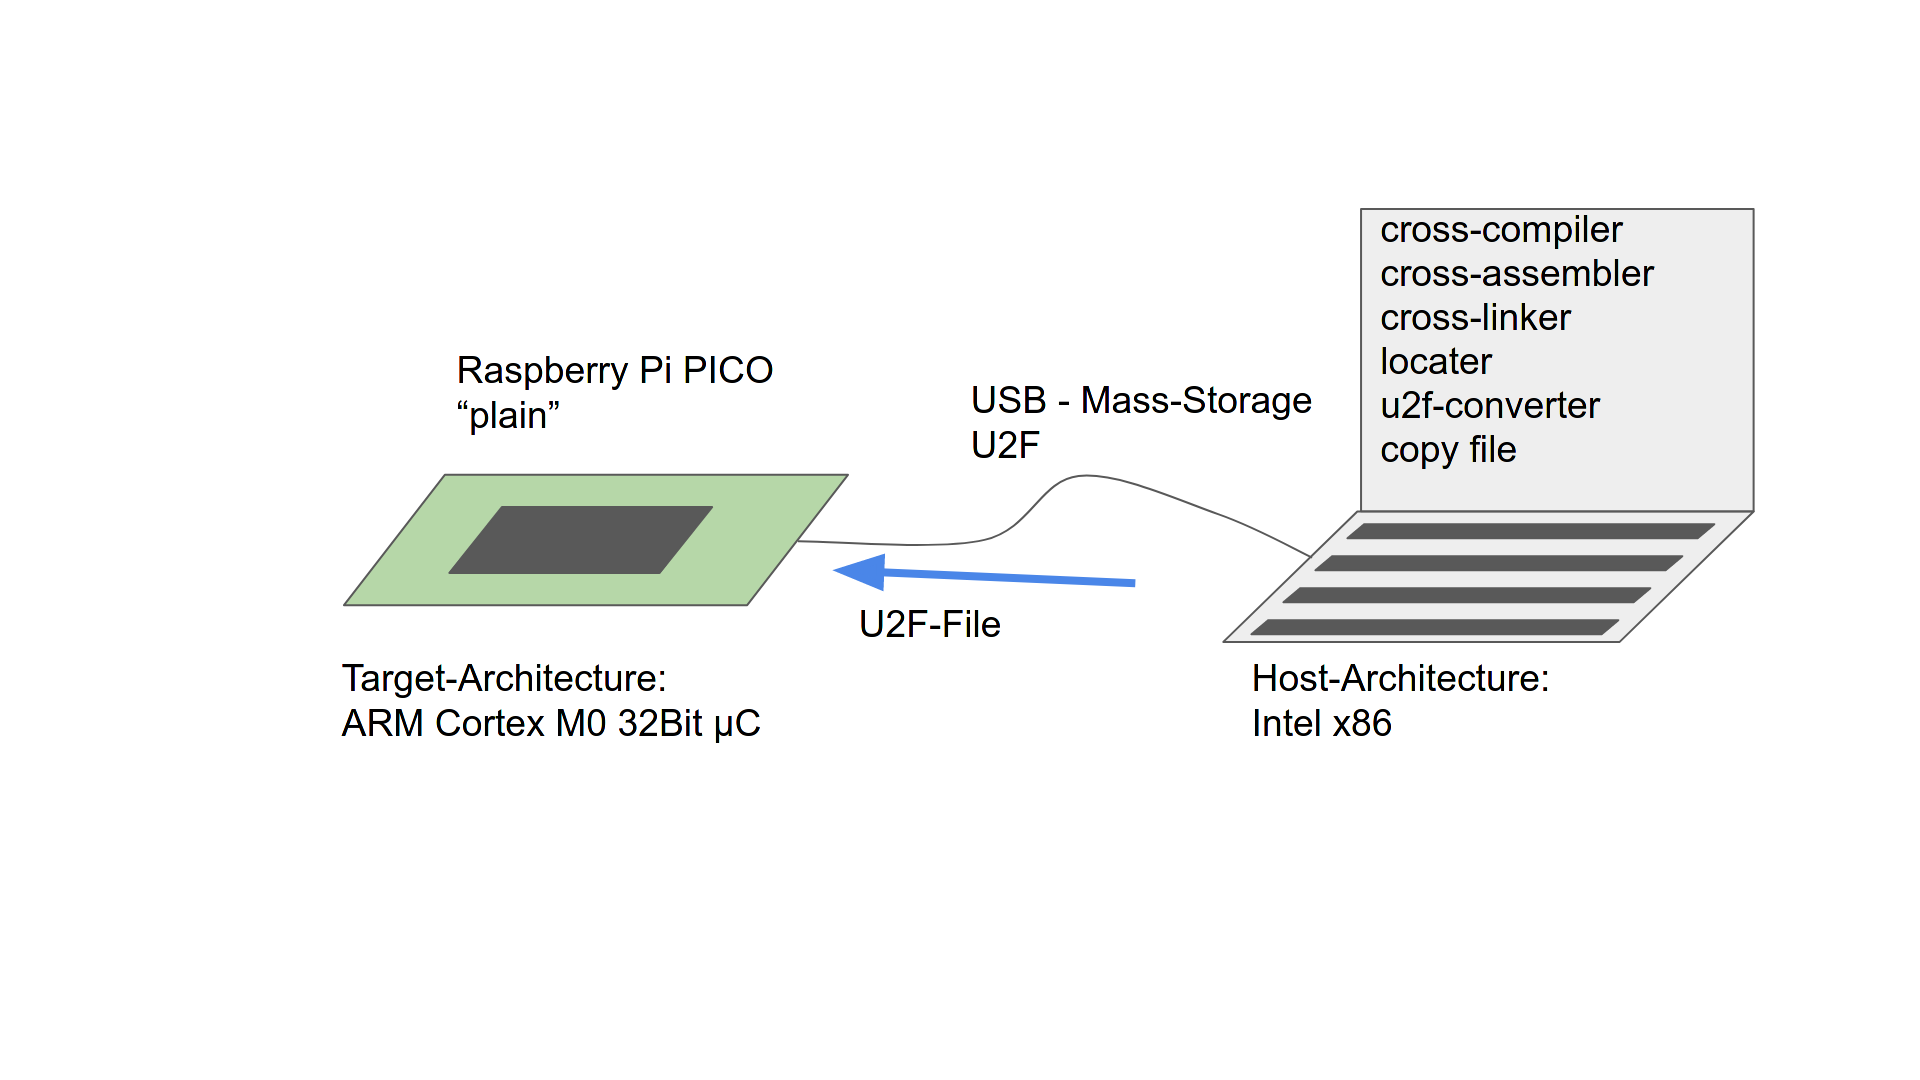 Raspberry Pi PICO
“plain”
USB - Mass-Storage
U2F
cross-compiler
cross-assembler
cross-linker
locater
u2f-converter
copy file
U2F-File
Target-Architecture:
ARM Cortex M0 32Bit µC
Host-Architecture:
Intel x86